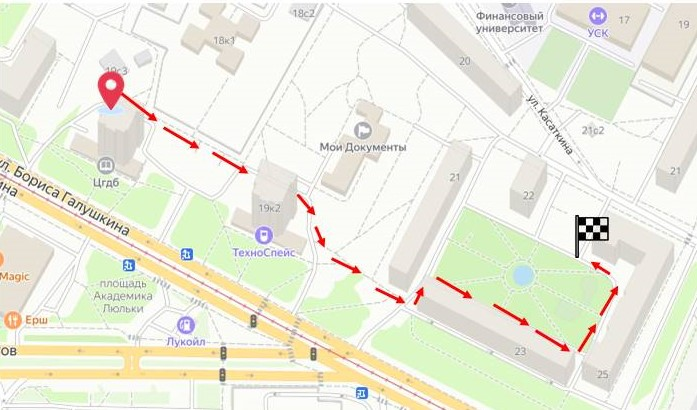 18с2
Финансовый
университет
17
УСК
19
18к1
19с3
20
ул. Касаткина
21с2
Мои Документы
Цгдб
21
22
21
ул. Бориса Галушкина
19к2
ТехноСпейс
Magic
площадь
Академика
Люльки
Ерш
Лукойл
23
25